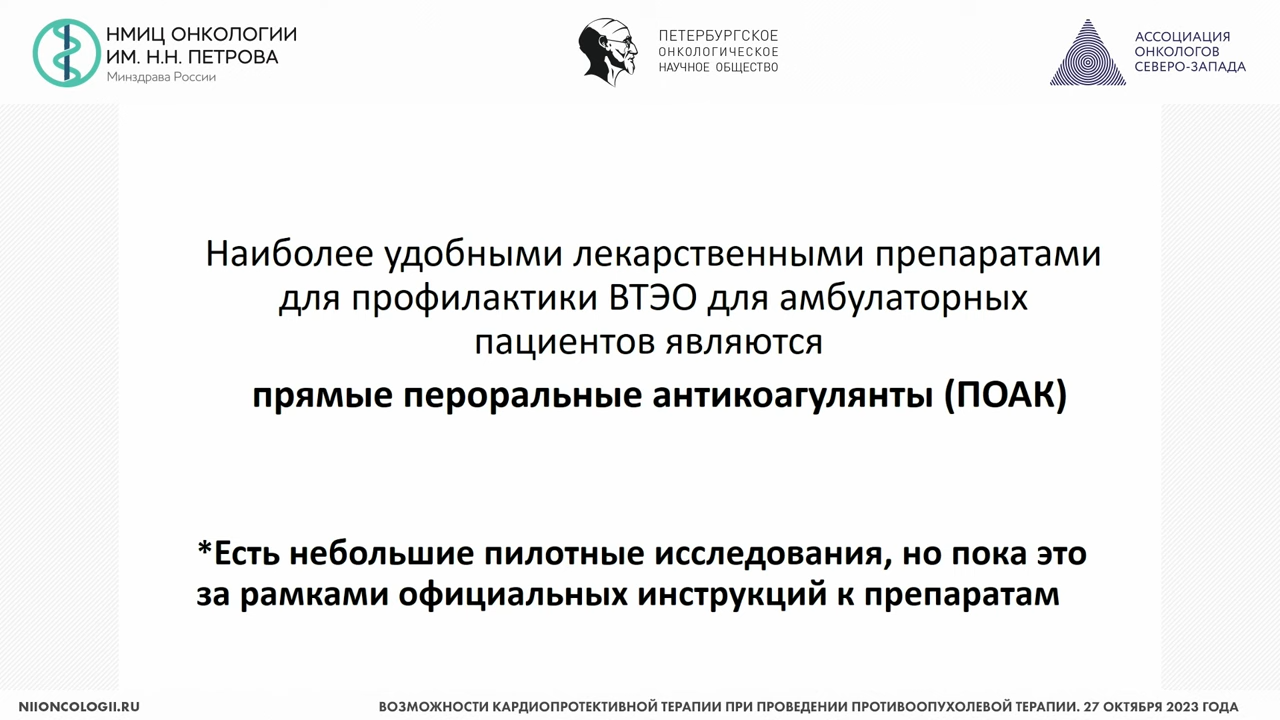 НМИЦ ОНКОЛОГИИ
ИМ. Н.Н. ПЕТРОВА
Минздрава России
ПЕТЕРБУРГСКОЕ
ОНКОЛОГИЧЕСКОЕ
НАУЧНОЕ ОБЩЕСТВО
АССОЦИАЦИЯ
ОНКОЛОГОВ
СЕВЕРО-ЗАПАДА
Наиболее удобными лекарственными препаратами
для профилактики ВТЭО для амбулаторных
пациентов являются
прямые пероральные антикоагулянты (ПОАК)
*Есть небольшие пилотные исследования, но пока это
за рамками официальных инструкций к препаратам
NIIONCOLOGII.RU
ВОЗМОЖНОСТИ КАРДИОПРОТЕКТИВНОЙ ТЕРАПИИ ПРИ ПРОВЕДЕНИИ ПРОТИВООПУХОЛЕВОЙ ТЕРАПИИ. 27 ОКТЯБРЯ 2023 ГОДА